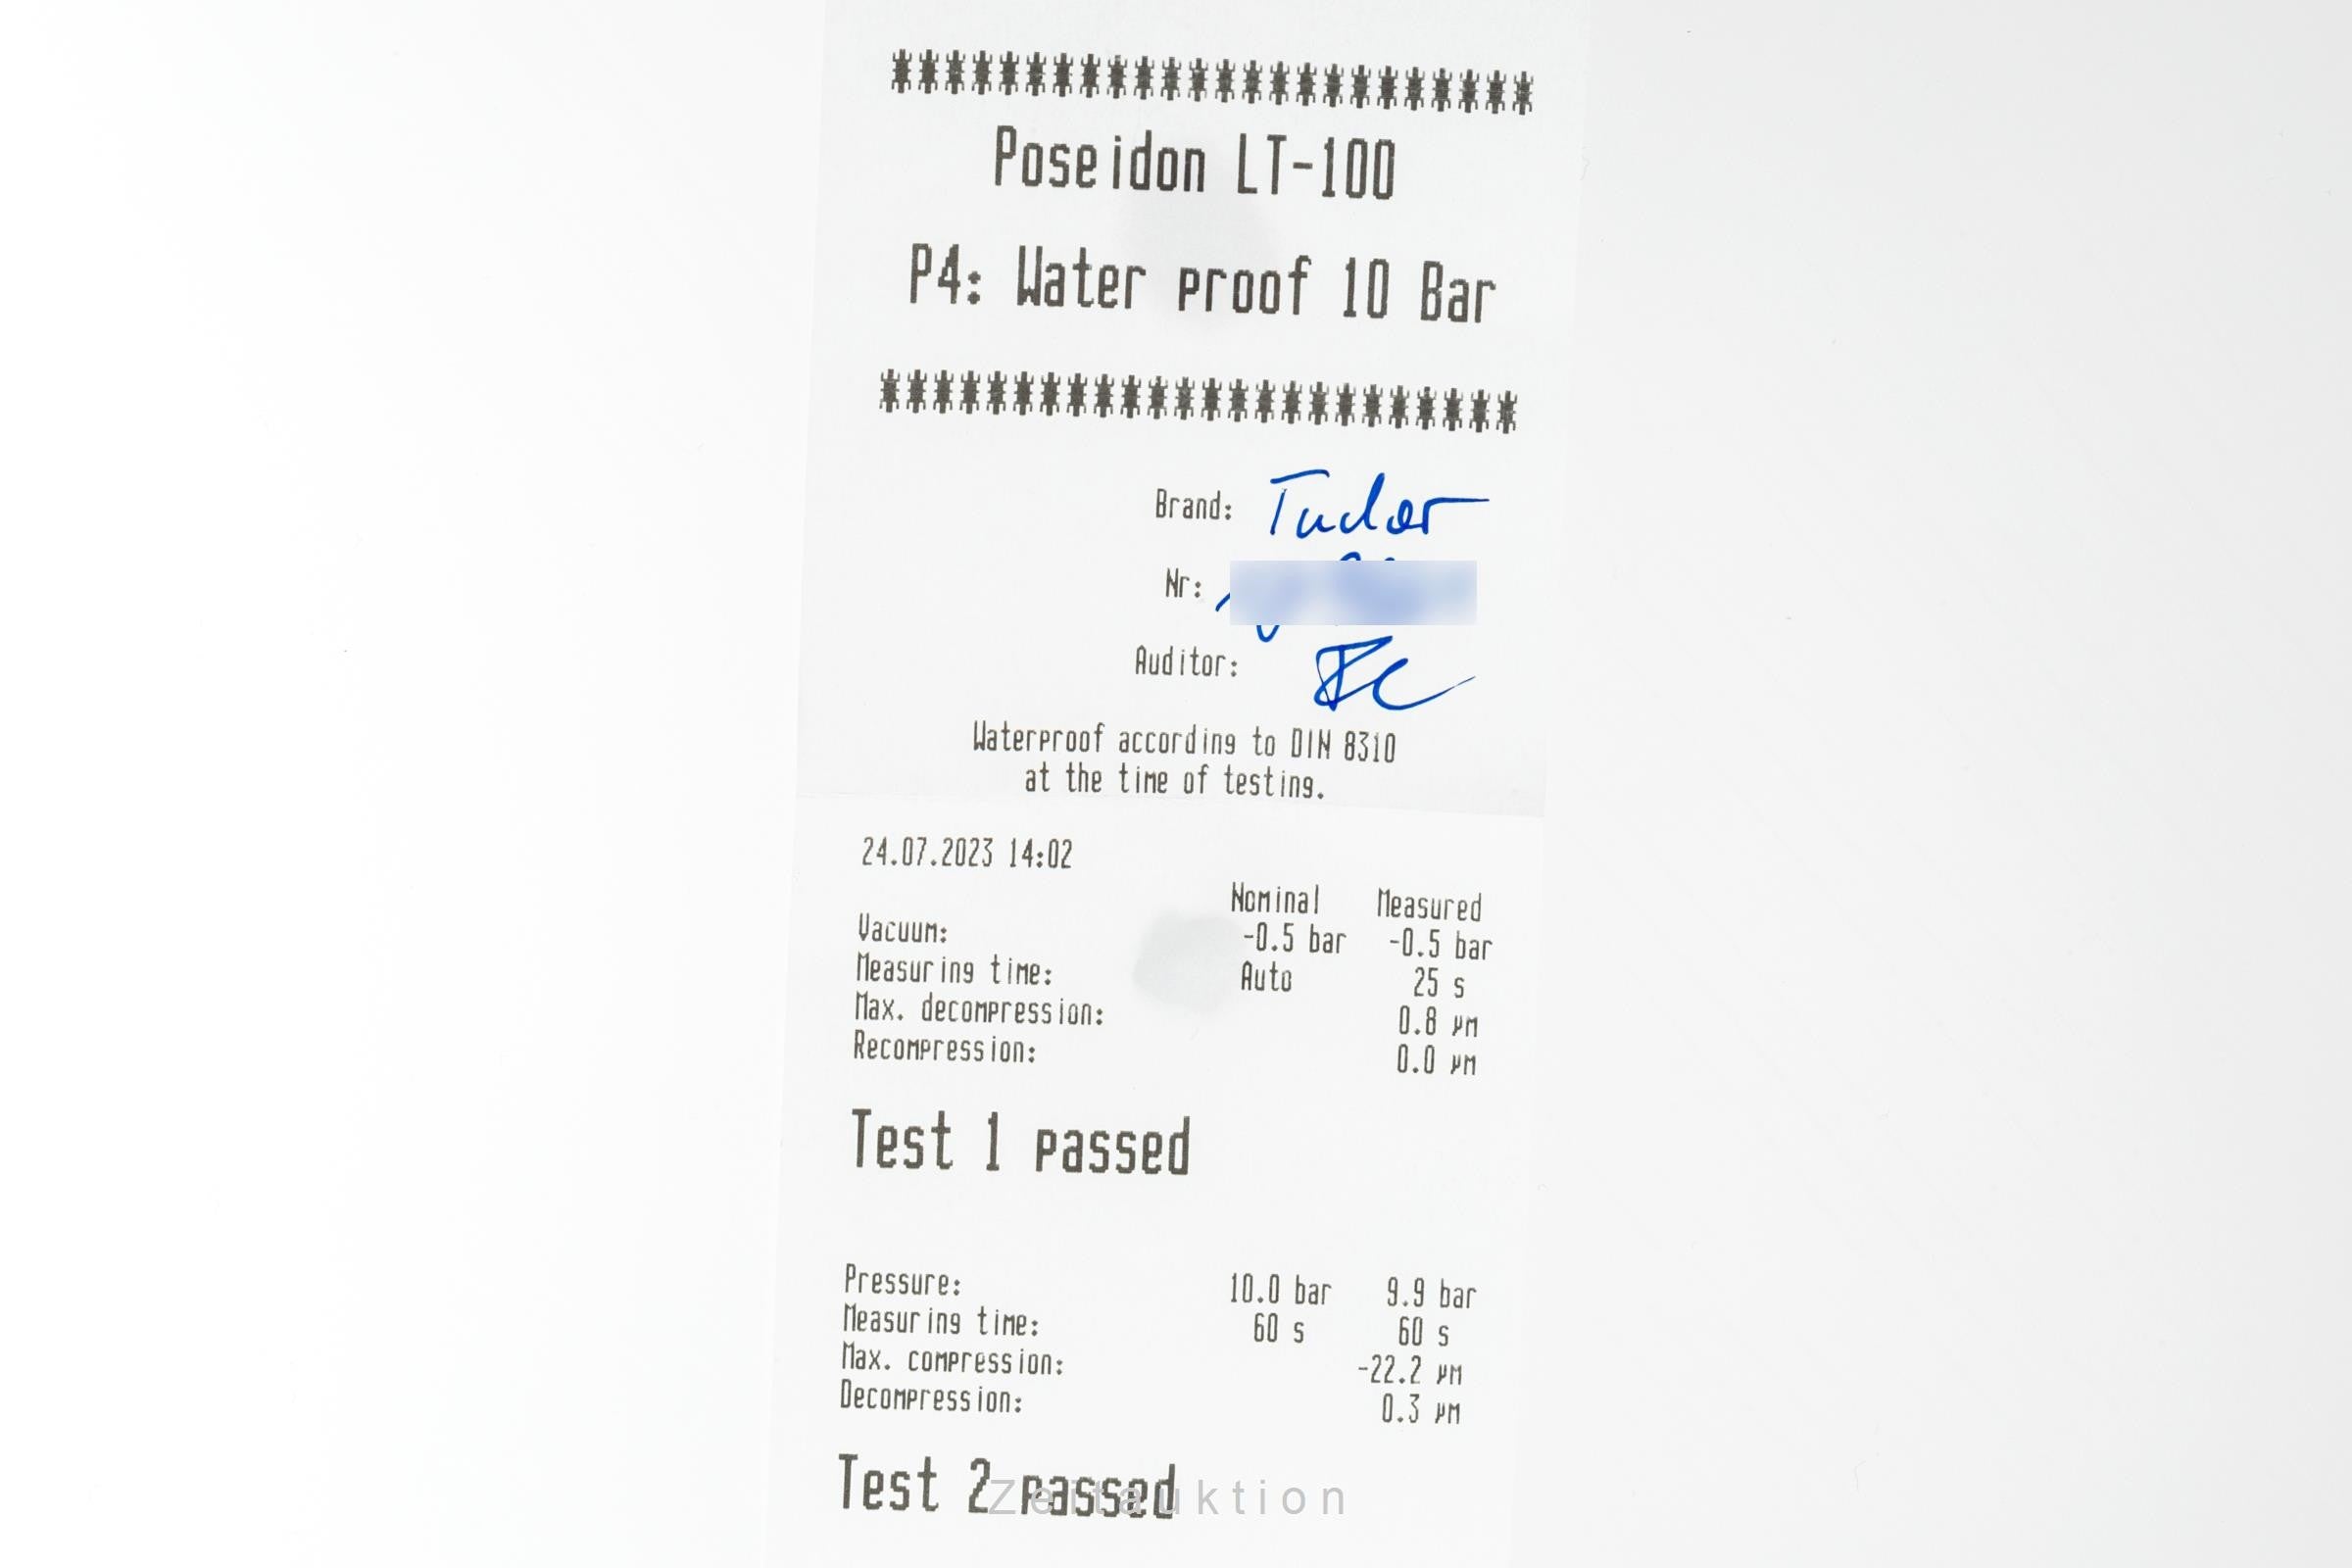 ************************
Poseidon LT-100
P4: Water proof 10 Bar
************************
Brand: Tudor
Nr:
Auditor:
Waterproof according to DIN 8310
at the time of testing.
24.07.2023 14:02
Nominal Measured
Vacuum: -0.5 bar -0.5 bar
Measuring time: Auto 25 s
Max. decompression: 0.8 µm
Recompression: 0.0 µm
Test 1 passed
Pressure: 10.0 bar 9.9 bar
Measuring time: 60 s 60 s
Max. compression: -22.2 µm
Decompression: 0.3 µm
Test 2 passed
Zeitauktion